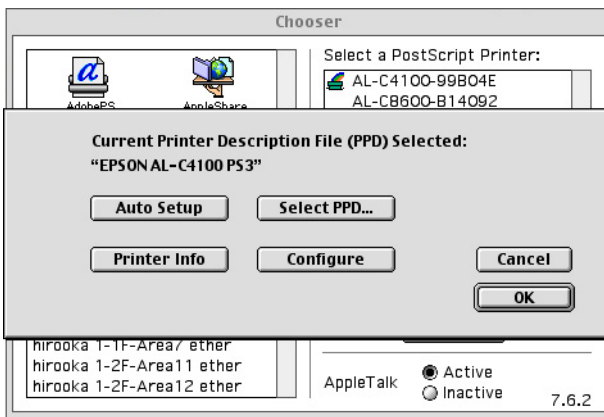 Chooser
Select a PostScript Printer:
AL-C4100-99B04E
AL-C8600-B14092
AdobePS
AppleShare
Current Printer Description File (PPD) Selected:
“EPSON AL-C4100 PS3”
Auto Setup
Select PPD...
Printer Info
Configure
Cancel
OK
hirooka 1-1F-Area7 ether
hirooka 1-2F-Area11 ether
hirooka 1-2F-Area12 ether
AppleTalk
Active
Inactive
7.6.2